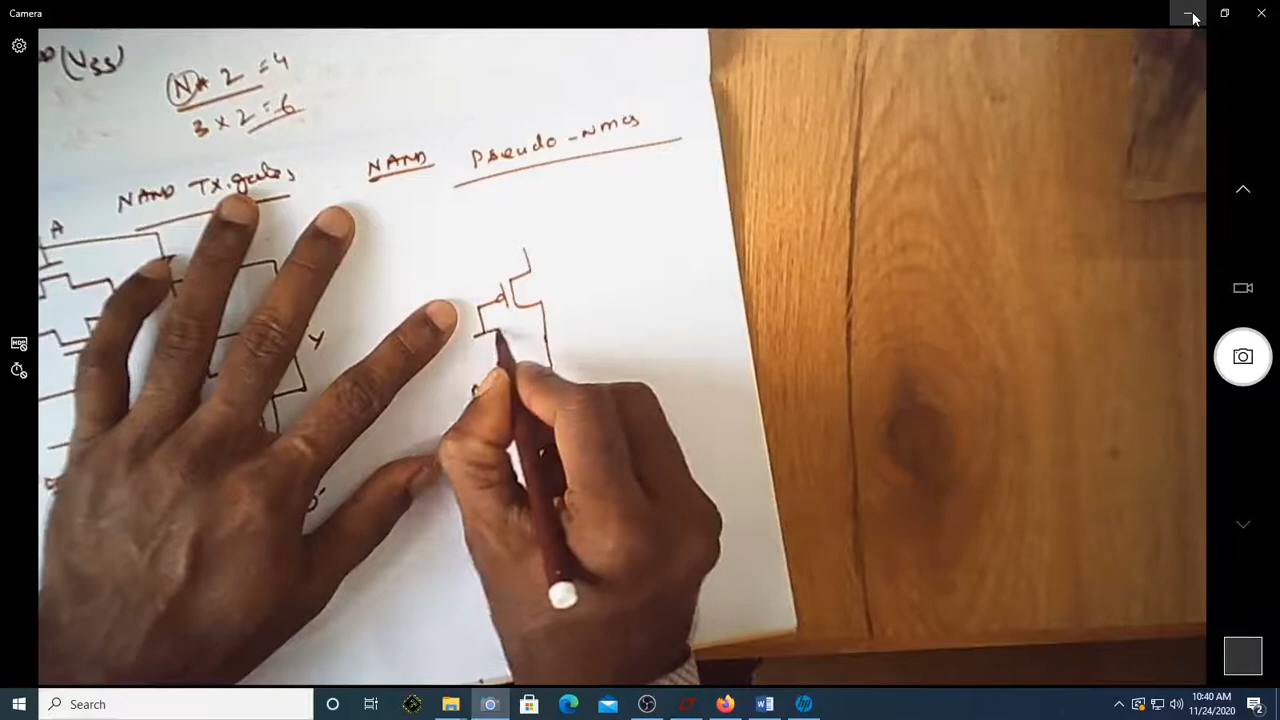 Camera
(VSS)
N * 2 = 4
3 x 2 = 6
NAND Tx. gates
NAND
Pseudo - Nmos
A
Y
Search
10:40 AM
11/24/2020
2